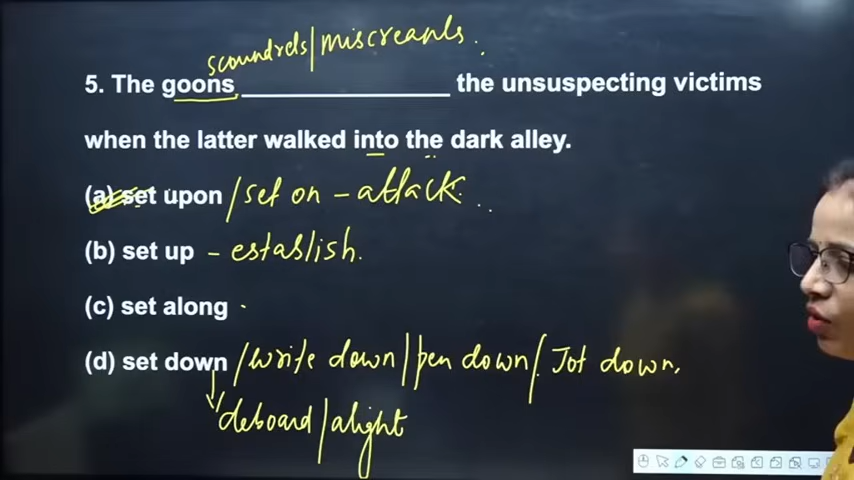 scoundrels/miscreants.
5. The goons ____________________ the unsuspecting victims
when the latter walked into the dark alley.
(a) set upon /set on - attack.
(b) set up - establish.
(c) set along
(d) set down /write down/pen down/Jot down.
deboard/alight